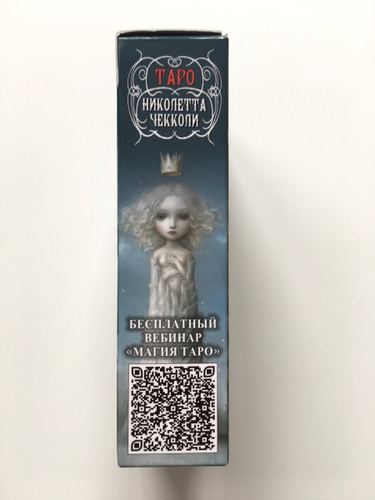 ТАРО
НИКОЛЕТТА
ЧЕККОЛИ
БЕСПЛАТНЫЙ
ВЕБИНАР
«МАГИЯ ТАРО»